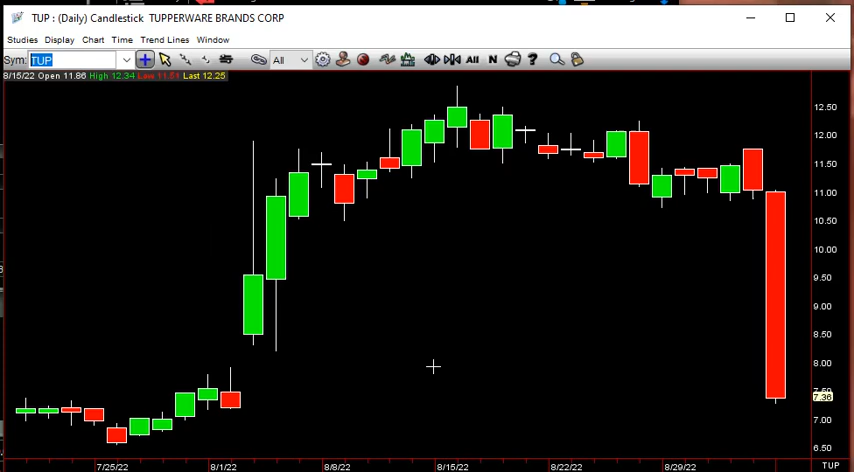 TUP : (Daily) Candlestick TUPPERWARE BRANDS CORP
Studies Display Chart Time Trend Lines Window
Sym: TUP All All N ?
8/15/22 Open 11.86 High 12.34 Low 11.51 Last 12.25
12.50
12.00
11.50
11.00
10.50
10.00
9.50
9.00
8.50
8.00
7.50
7.36
7.00
6.50
7/25/22 8/1/22 8/8/22 8/15/22 8/22/22 8/29/22 TUP